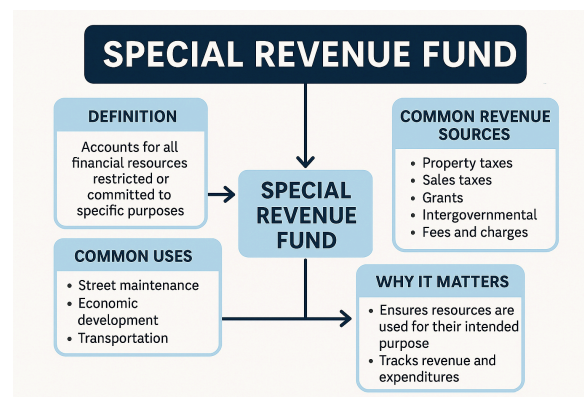 SPECIAL REVENUE FUND
DEFINITION
Accounts for all
financial resources
restricted or
committed to
specific purposes
COMMON REVENUE
SOURCES
• Property taxes
• Sales taxes
• Grants
• Intergovernmental
• Fees and charges
SPECIAL
REVENUE
FUND
COMMON USES
• Street maintenance
• Economic
development
• Transportation
WHY IT MATTERS
• Ensures resources are
used for their intended
purpose
• Tracks revenue and
expenditures